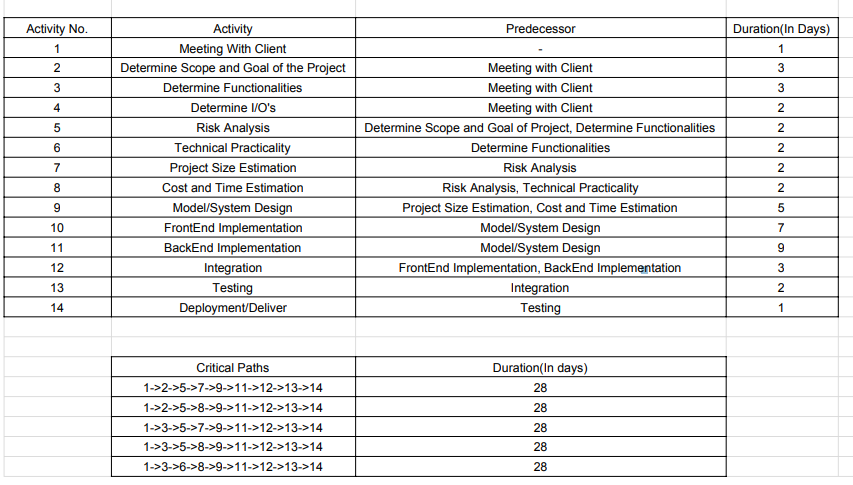 Activity No. Activity Predecessor Duration(In Days)
1 Meeting With Client - 1
2 Determine Scope and Goal of the Project Meeting with Client 3
3 Determine Functionalities Meeting with Client 3
4 Determine I/O's Meeting with Client 2
5 Risk Analysis Determine Scope and Goal of Project, Determine Functionalities 2
6 Technical Practicality Determine Functionalities 2
7 Project Size Estimation Risk Analysis 2
8 Cost and Time Estimation Risk Analysis, Technical Practicality 2
9 Model/System Design Project Size Estimation, Cost and Time Estimation 5
10 FrontEnd Implementation Model/System Design 7
11 BackEnd Implementation Model/System Design 9
12 Integration FrontEnd Implementation, BackEnd Implementation 3
13 Testing Integration 2
14 Deployment/Deliver Testing 1
Critical Paths Duration(In days)
1->2->5->7->9->11->12->13->14 28
1->2->5->8->9->11->12->13->14 28
1->3->5->7->9->11->12->13->14 28
1->3->5->8->9->11->12->13->14 28
1->3->6->8->9->11->12->13->14 28